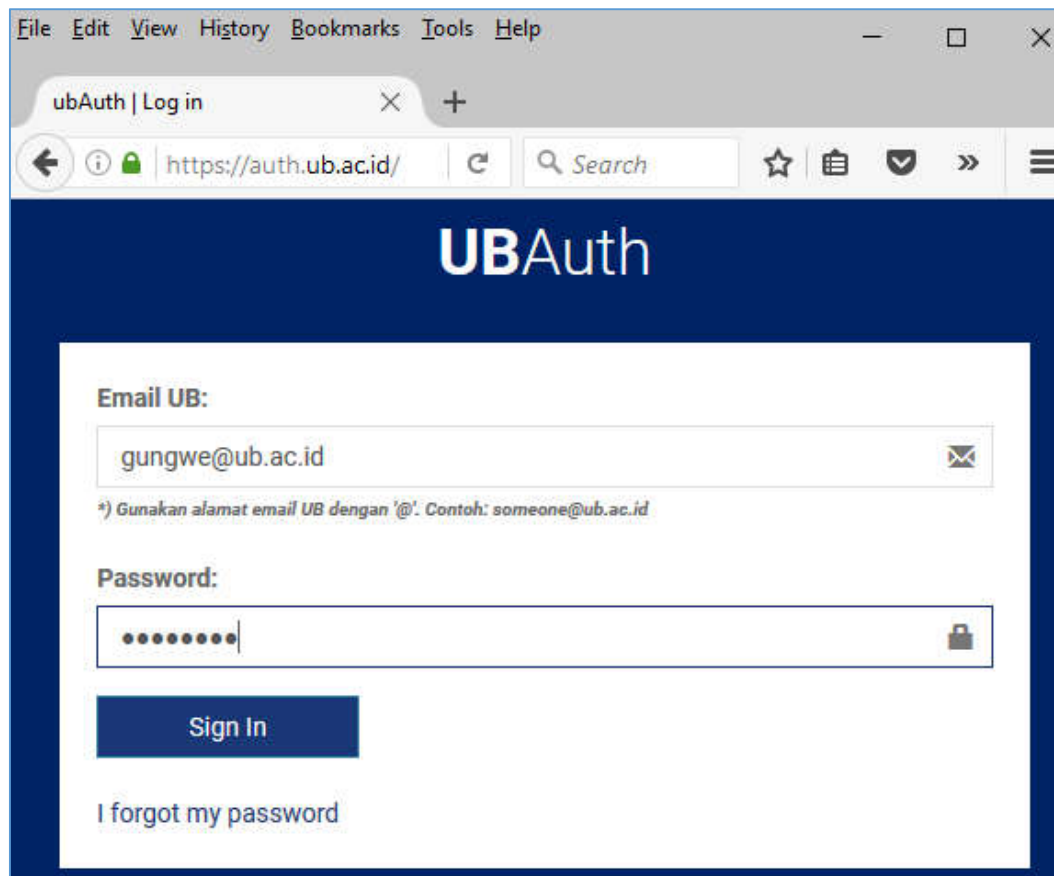 File Edit View History Bookmarks Tools Help
ubAuth | Log in
https://auth.ub.ac.id/ Search
UBAuth
Email UB:
gungwe@ub.ac.id
*) Gunakan alamat email UB dengan '@'. Contoh: someone@ub.ac.id
Password:
••••••••
Sign In
I forgot my password